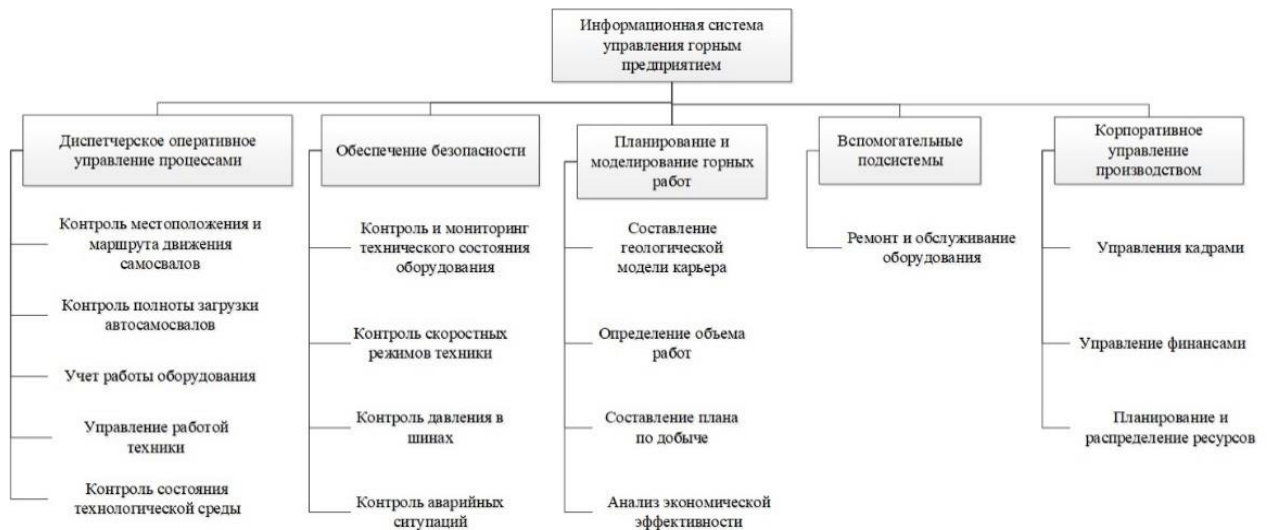 Информационная система
управления горным
предприятием
Диспетчерское оперативное
управление процессами
Контроль местоположения и
маршрута движения
самосвалов
Контроль полноты загрузки
автосамосвалов
Учет работы оборудования
Управление работой
техники
Контроль состояния
технологической среды
Обеспечение безопасности
Контроль и мониторинг
технического состояния
оборудования
Контроль скоростных
режимов техники
Контроль давления в
шинах
Контроль аварийных
ситупаций
Планирование и
моделирование горных
работ
Составление
геологической
модели карьера
Определение объема
работ
Составление плана
по добыче
Анализ экономической
эффективности
Вспомогательные
подсистемы
Ремонт и обслуживание
оборудования
Корпоративное
управление
производством
Управления кадрами
Управление финансами
Планирование и
распределение ресурсов